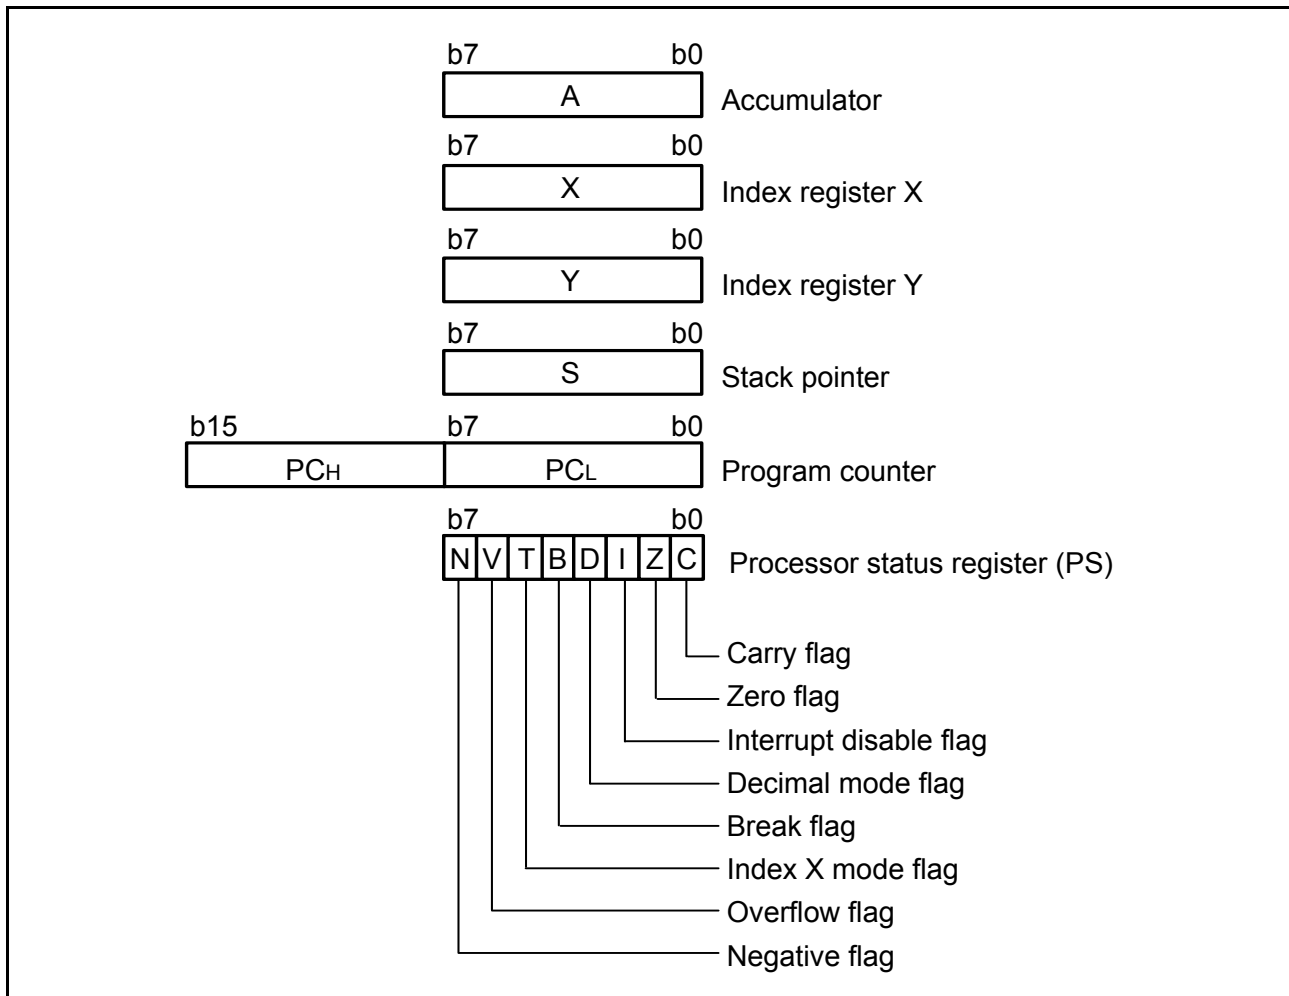 b7 b0
A Accumulator
b7 b0
X Index register X
b7 b0
Y Index register Y
b7 b0
S Stack pointer
b15 b7 b0
PCH PCL Program counter
b7 b0
N V T B D I Z C Processor status register (PS)
Carry flag
Zero flag
Interrupt disable flag
Decimal mode flag
Break flag
Index X mode flag
Overflow flag
Negative flag